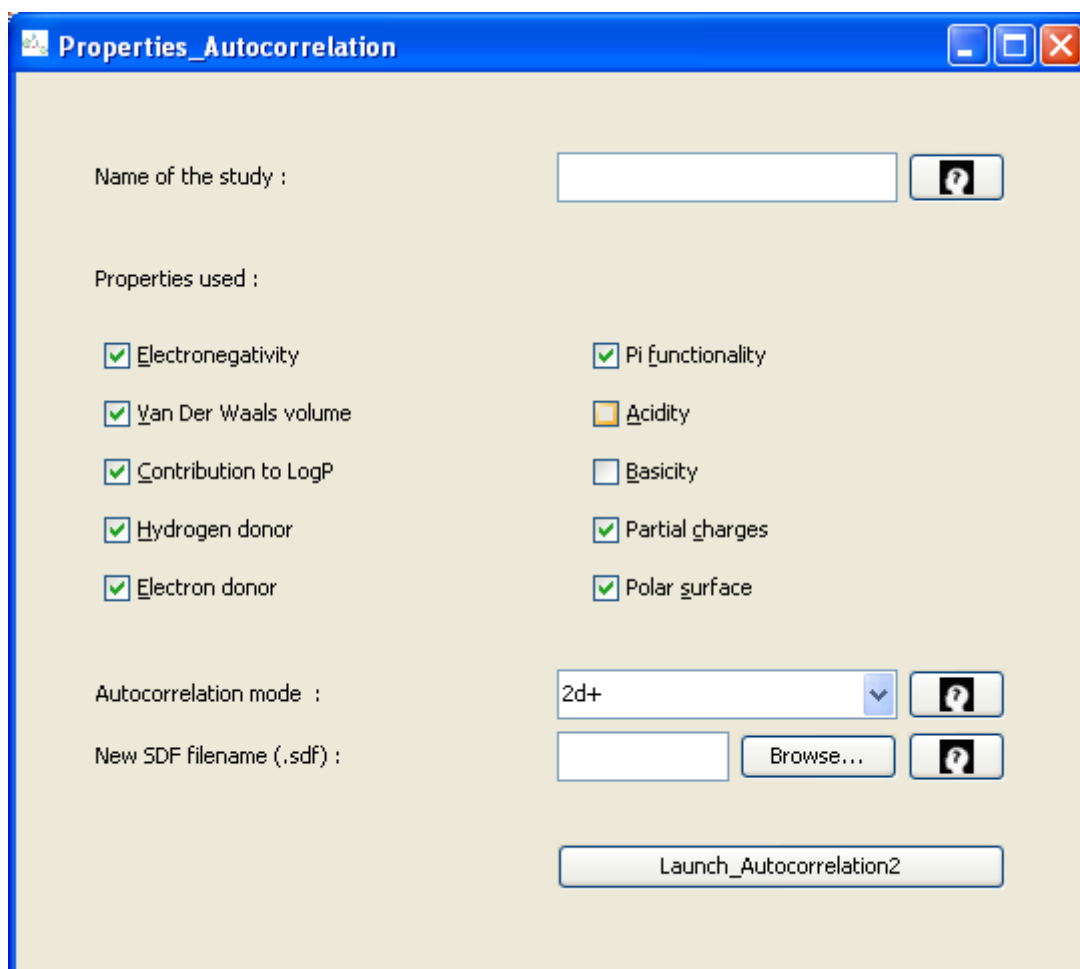 Properties_Autocorrelation
Name of the study :
?
Properties used :
Electronegativity
Pi functionality
Van Der Waals volume
Acidity
Contribution to LogP
Basicity
Hydrogen donor
Partial charges
Electron donor
Polar surface
Autocorrelation mode :
2d+
?
New SDF filename (.sdf) :
Browse...
?
Launch_Autocorrelation2